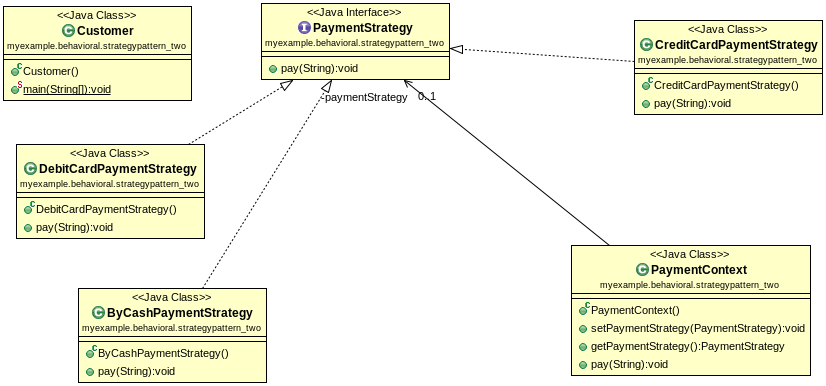 <<Java Class>>
Customer
myexample.behavioral.strategypattern_two
Customer()
main(String[]):void
<<Java Interface>>
PaymentStrategy
myexample.behavioral.strategypattern_two
pay(String):void
<<Java Class>>
CreditCardPaymentStrategy
myexample.behavioral.strategypattern_two
CreditCardPaymentStrategy()
pay(String):void
-paymentStrategy
0..1
<<Java Class>>
DebitCardPaymentStrategy
myexample.behavioral.strategypattern_two
DebitCardPaymentStrategy()
pay(String):void
<<Java Class>>
ByCashPaymentStrategy
myexample.behavioral.strategypattern_two
ByCashPaymentStrategy()
pay(String):void
<<Java Class>>
PaymentContext
myexample.behavioral.strategypattern_two
PaymentContext()
setPaymentStrategy(PaymentStrategy):void
getPaymentStrategy():PaymentStrategy
pay(String):void